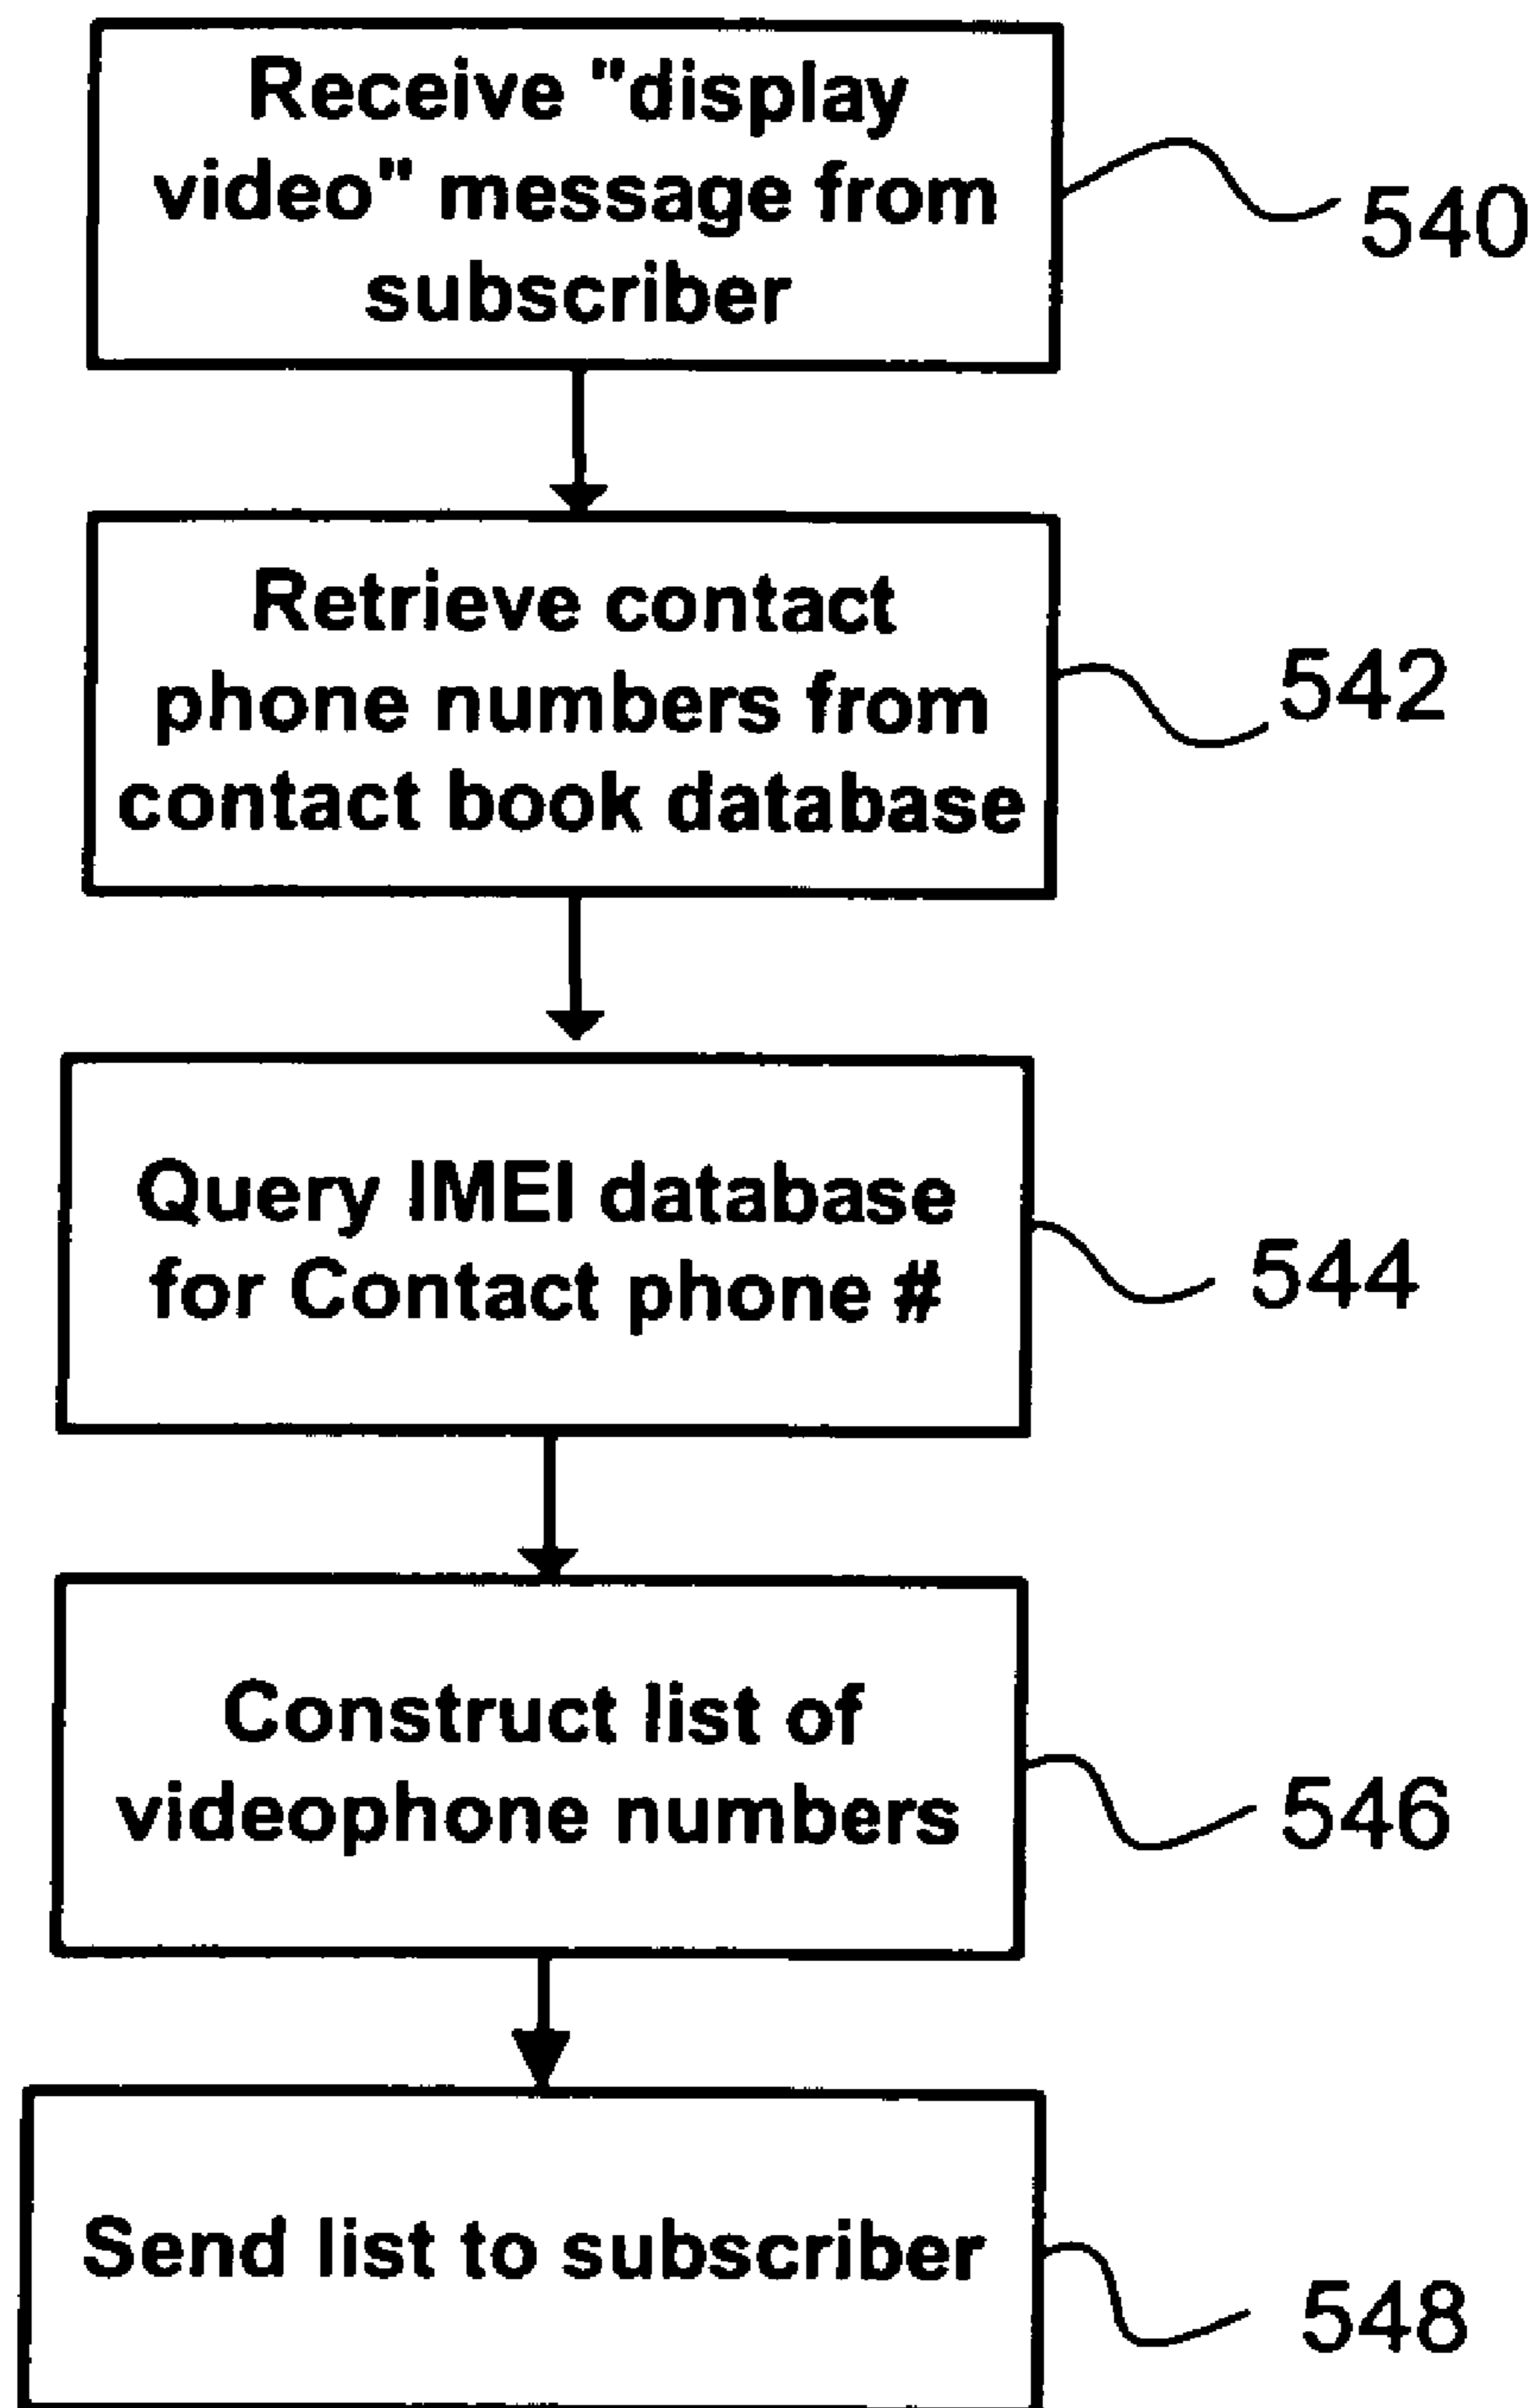 Receive "display
video" message from
subscriber
540
Retrieve contact
phone numbers from
contact book database
542
Query IMEI database
for Contact phone #
544
Construct list of
videophone numbers
546
Send list to subscriber
548